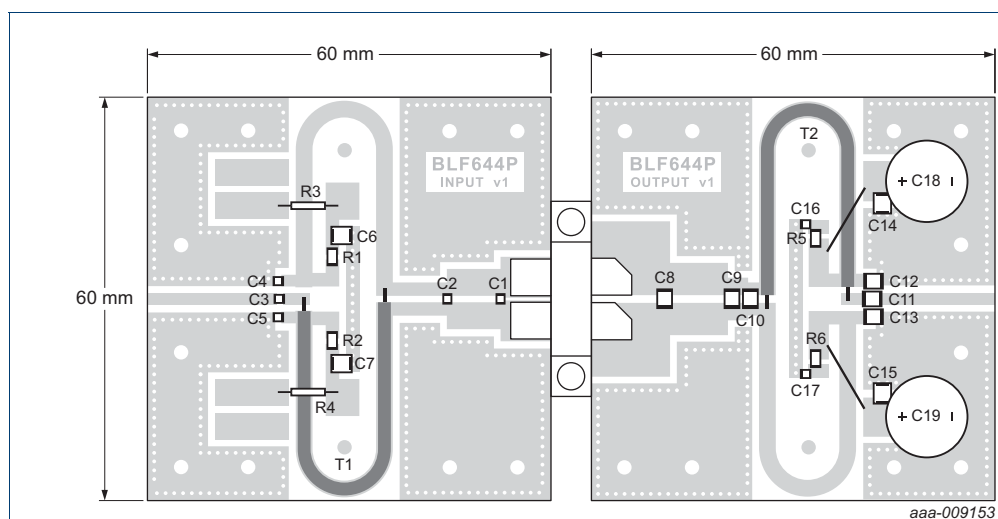 60 mm
60 mm
60 mm
BLF644P
INPUT v1
BLF644P
OUTPUT v1
T2
R3
C6
R1
C4
C3
C5
C2
C1
R2
C7
R4
T1
C16
R5
C18
+
-
C14
C8
C9
C10
C12
C11
C13
R6
C17
C15
C19
+
-
aaa-009153